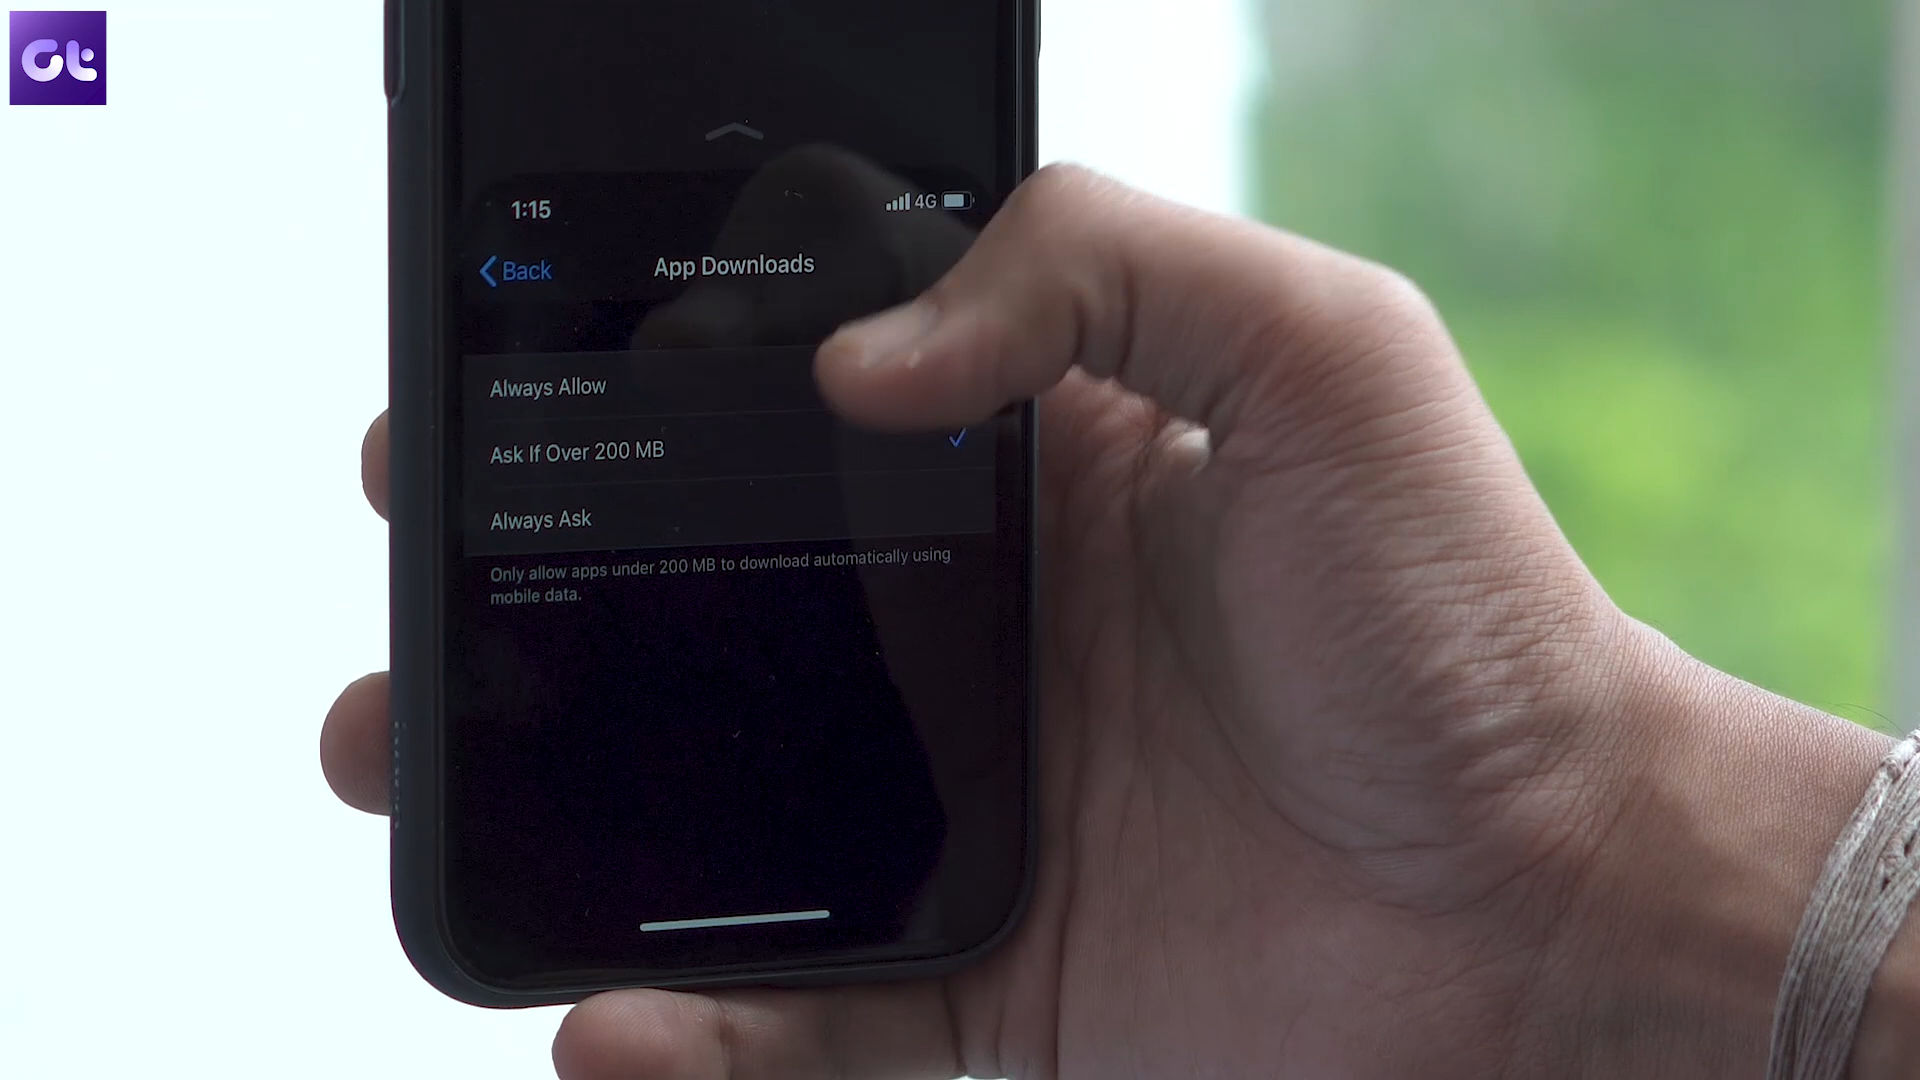 Gt
1:15
4G
Back
App Downloads
Always Allow
Ask If Over 200 MB
Always Ask
Only allow apps under 200 MB to download automatically using
mobile data.